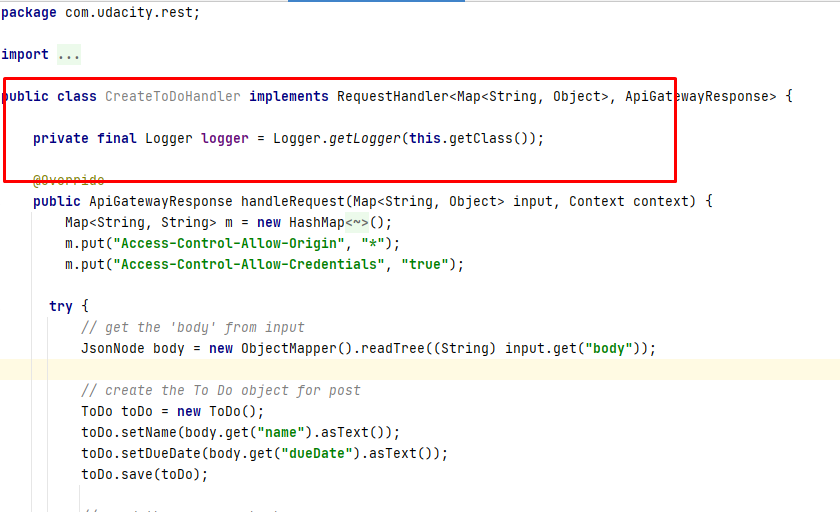 package com.udacity.rest;
import ...
public class CreateToDoHandler implements RequestHandler<Map<String, Object>, ApiGatewayResponse> {
private final Logger logger = Logger.getLogger(this.getClass());
@Override
public ApiGatewayResponse handleRequest(Map<String, Object> input, Context context) {
Map<String, String> m = new HashMap<~>();
m.put("Access-Control-Allow-Origin", "*");
m.put("Access-Control-Allow-Credentials", "true");
try {
// get the 'body' from input
JsonNode body = new ObjectMapper().readTree((String) input.get("body"));
// create the To Do object for post
ToDo toDo = new ToDo();
toDo.setName(body.get("name").asText());
toDo.setDueDate(body.get("dueDate").asText());
toDo.save(toDo);